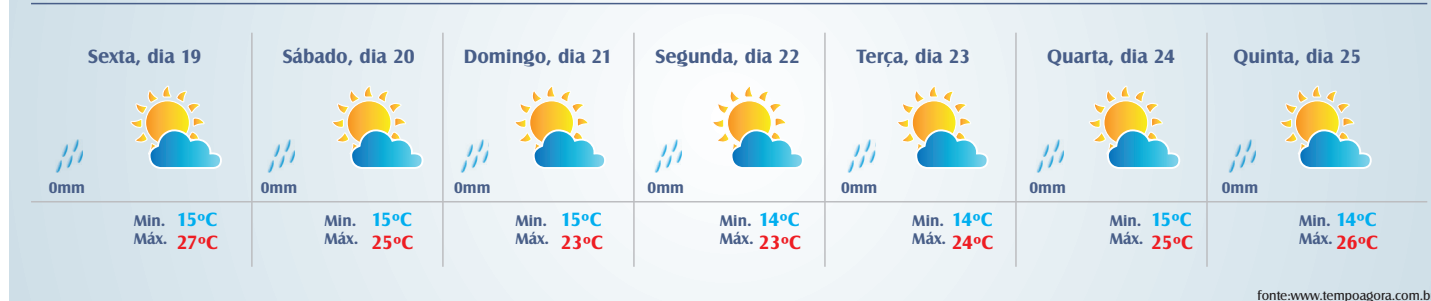 Sexta, dia 19
0mm
Min. 15ºC
Máx. 27ºC
Sábado, dia 20
0mm
Min. 15ºC
Máx. 25ºC
Domingo, dia 21
0mm
Min. 15ºC
Máx. 23ºC
Segunda, dia 22
0mm
Min. 14ºC
Máx. 23ºC
Terça, dia 23
0mm
Min. 14ºC
Máx. 24ºC
Quarta, dia 24
0mm
Min. 15ºC
Máx. 25ºC
Quinta, dia 25
0mm
Min. 14ºC
Máx. 26ºC
fonte:www.tempoagora.com.b